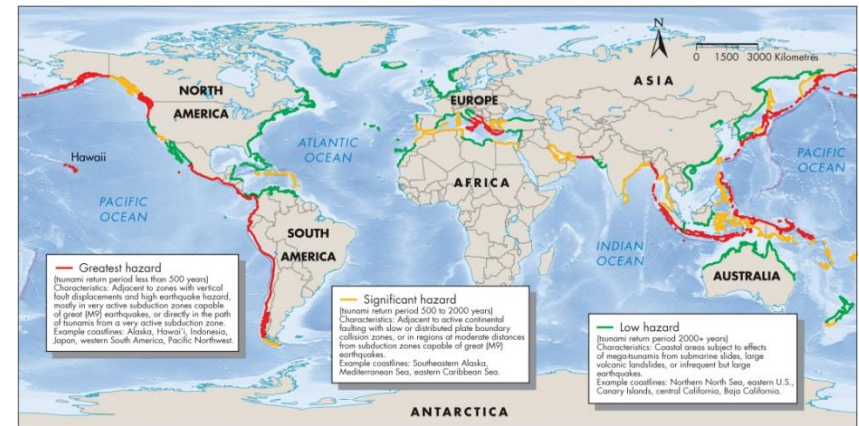 N
0 1500 3000 Kilometres
NORTH
AMERICA
EUROPE
ASIA
ATLANTIC
OCEAN
Hawaii
PACIFIC
OCEAN
AFRICA
PACIFIC
OCEAN
SOUTH
AMERICA
INDIAN
OCEAN
AUSTRALIA
Greatest hazard
(tsunami return period less than 500 years)
Characteristics: Adjacent to zones with vertical
fault displacements and high earthquake hazard,
mostly in very active subduction zones capable
of great (M9) earthquakes, or directly in the path
of tsunamis from a very active subduction zone.
Example coastlines: Alaska, Hawai'i, Indonesia,
Japan, western South America, Pacific Northwest.
Significant hazard
(tsunami return period 500 to 2000 years)
Characteristics: Adjacent to active continental
faulting with slow or distributed plate boundary
collision zones, or in regions at moderate distances
from subduction zones capable of great (M9)
earthquakes.
Example coastlines: Southeastern Alaska,
Mediterranean Sea, eastern Caribbean Sea.
Low hazard
(tsunami return period 2000+ years)
Characteristics: Coastal areas subject to effects
of mega-tsunamis from submarine slides, large
volcanic landslides, or infrequent but large
earthquakes.
Example coastlines: Northern North Sea, eastern U.S.,
Canary Islands, central California, Baja California.
ANTARCTICA